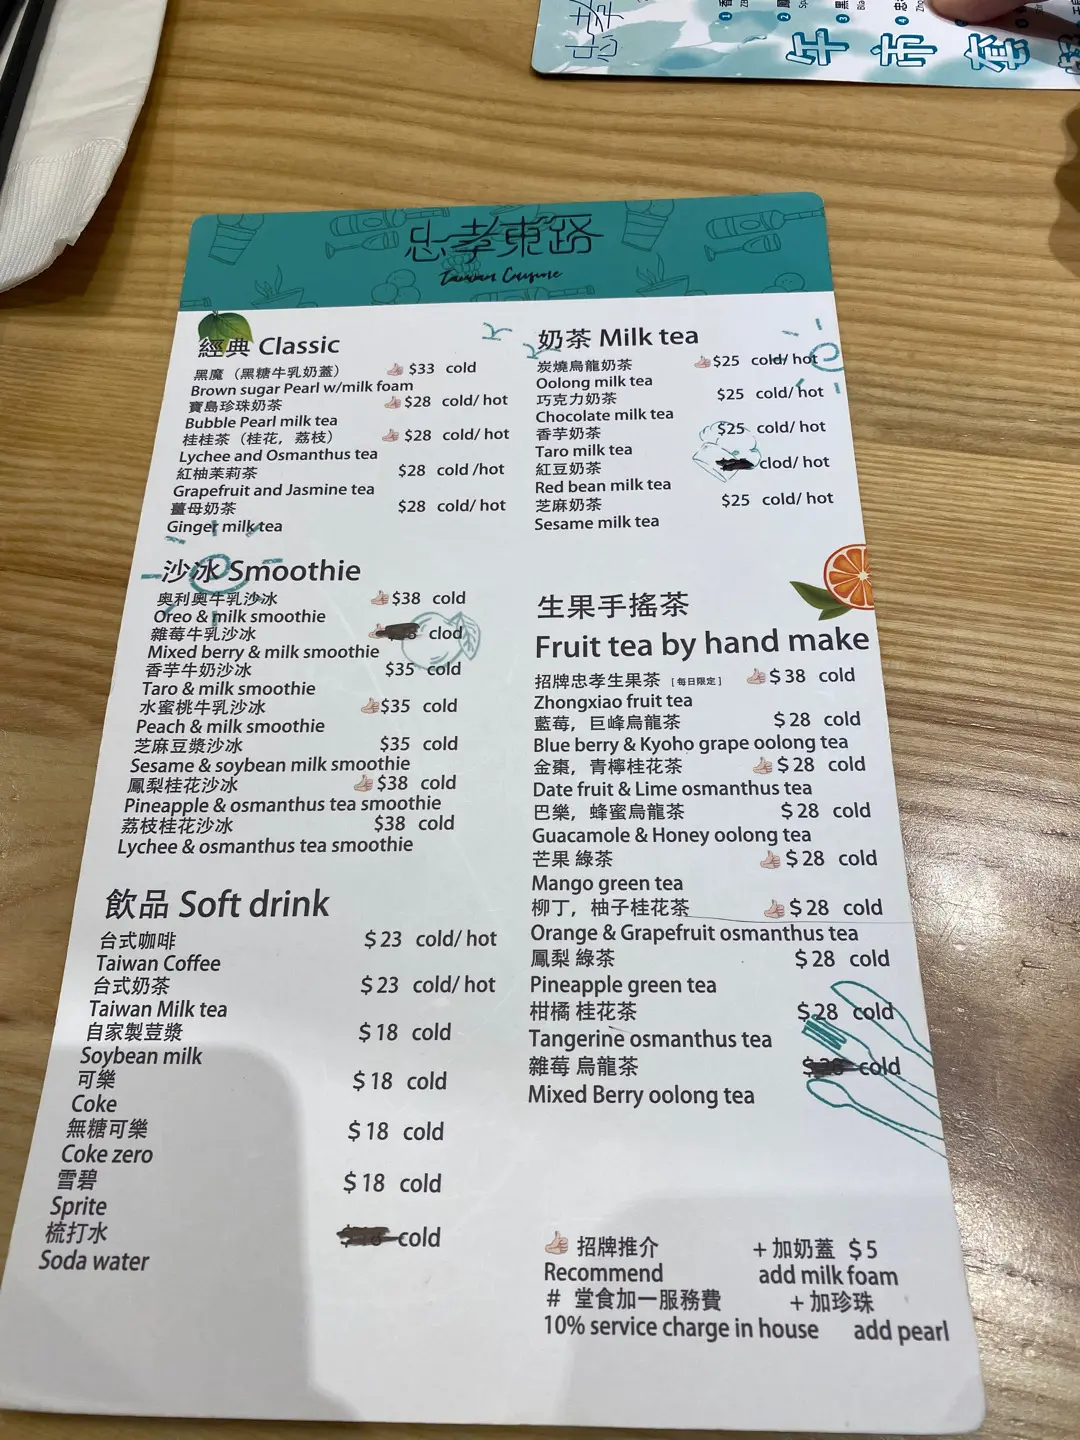 忠孝
午市套
忠孝東路
Taiwan Cuisine
經典 Classic
黑魔（黑糖牛乳奶蓋） $33 cold
Brown sugar Pearl w/milk foam
寶島珍珠奶茶 $28 cold/ hot
Bubble Pearl milk tea
桂桂茶（桂花，荔枝） $28 cold/ hot
Lychee and Osmanthus tea
紅柚茉莉茶 $28 cold /hot
Grapefruit and Jasmine tea
薑母奶茶 $28 cold/ hot
Ginger milk tea
沙冰 Smoothie
奧利奧牛乳沙冰 $38 cold
Oreo & milk smoothie
雜莓牛乳沙冰 clod
Mixed berry & milk smoothie
香芋牛奶沙冰 $35 cold
Taro & milk smoothie
水蜜桃牛乳沙冰 $35 cold
Peach & milk smoothie
芝麻豆漿沙冰 $35 cold
Sesame & soybean milk smoothie
鳳梨桂花沙冰 $38 cold
Pineapple & osmanthus tea smoothie
荔枝桂花沙冰 $38 cold
Lychee & osmanthus tea smoothie
飲品 Soft drink
台式咖啡 $23 cold/ hot
Taiwan Coffee
台式奶茶 $23 cold/ hot
Taiwan Milk tea
自家製荳漿 $18 cold
Soybean milk
可樂 $18 cold
Coke
無糖可樂 $18 cold
Coke zero
雪碧 $18 cold
Sprite
梳打水 cold
Soda water
奶茶 Milk tea
炭燒烏龍奶茶 $25 cold/ hot
Oolong milk tea
巧克力奶茶 $25 cold/ hot
Chocolate milk tea
香芋奶茶 $25 cold/ hot
Taro milk tea
紅豆奶茶 clod/ hot
Red bean milk tea
芝麻奶茶 $25 cold/ hot
Sesame milk tea
生果手搖茶
Fruit tea by hand make
招牌忠孝生果茶 [每日限定] $38 cold
Zhongxiao fruit tea
藍莓，巨峰烏龍茶 $28 cold
Blue berry & Kyoho grape oolong tea
金棗，青檸桂花茶 $28 cold
Date fruit & Lime osmanthus tea
巴樂，蜂蜜烏龍茶 $28 cold
Guacamole & Honey oolong tea
芒果 綠茶 $28 cold
Mango green tea
柳丁，柚子桂花茶 $28 cold
Orange & Grapefruit osmanthus tea
鳳梨 綠茶 $28 cold
Pineapple green tea
柑橘 桂花茶 $28 cold
Tangerine osmanthus tea
雜莓 烏龍茶 $28 cold
Mixed Berry oolong tea
招牌推介 +加奶蓋 $5
Recommend add milk foam
# 堂食加一服務費 +加珍珠
10% service charge in house add pearl